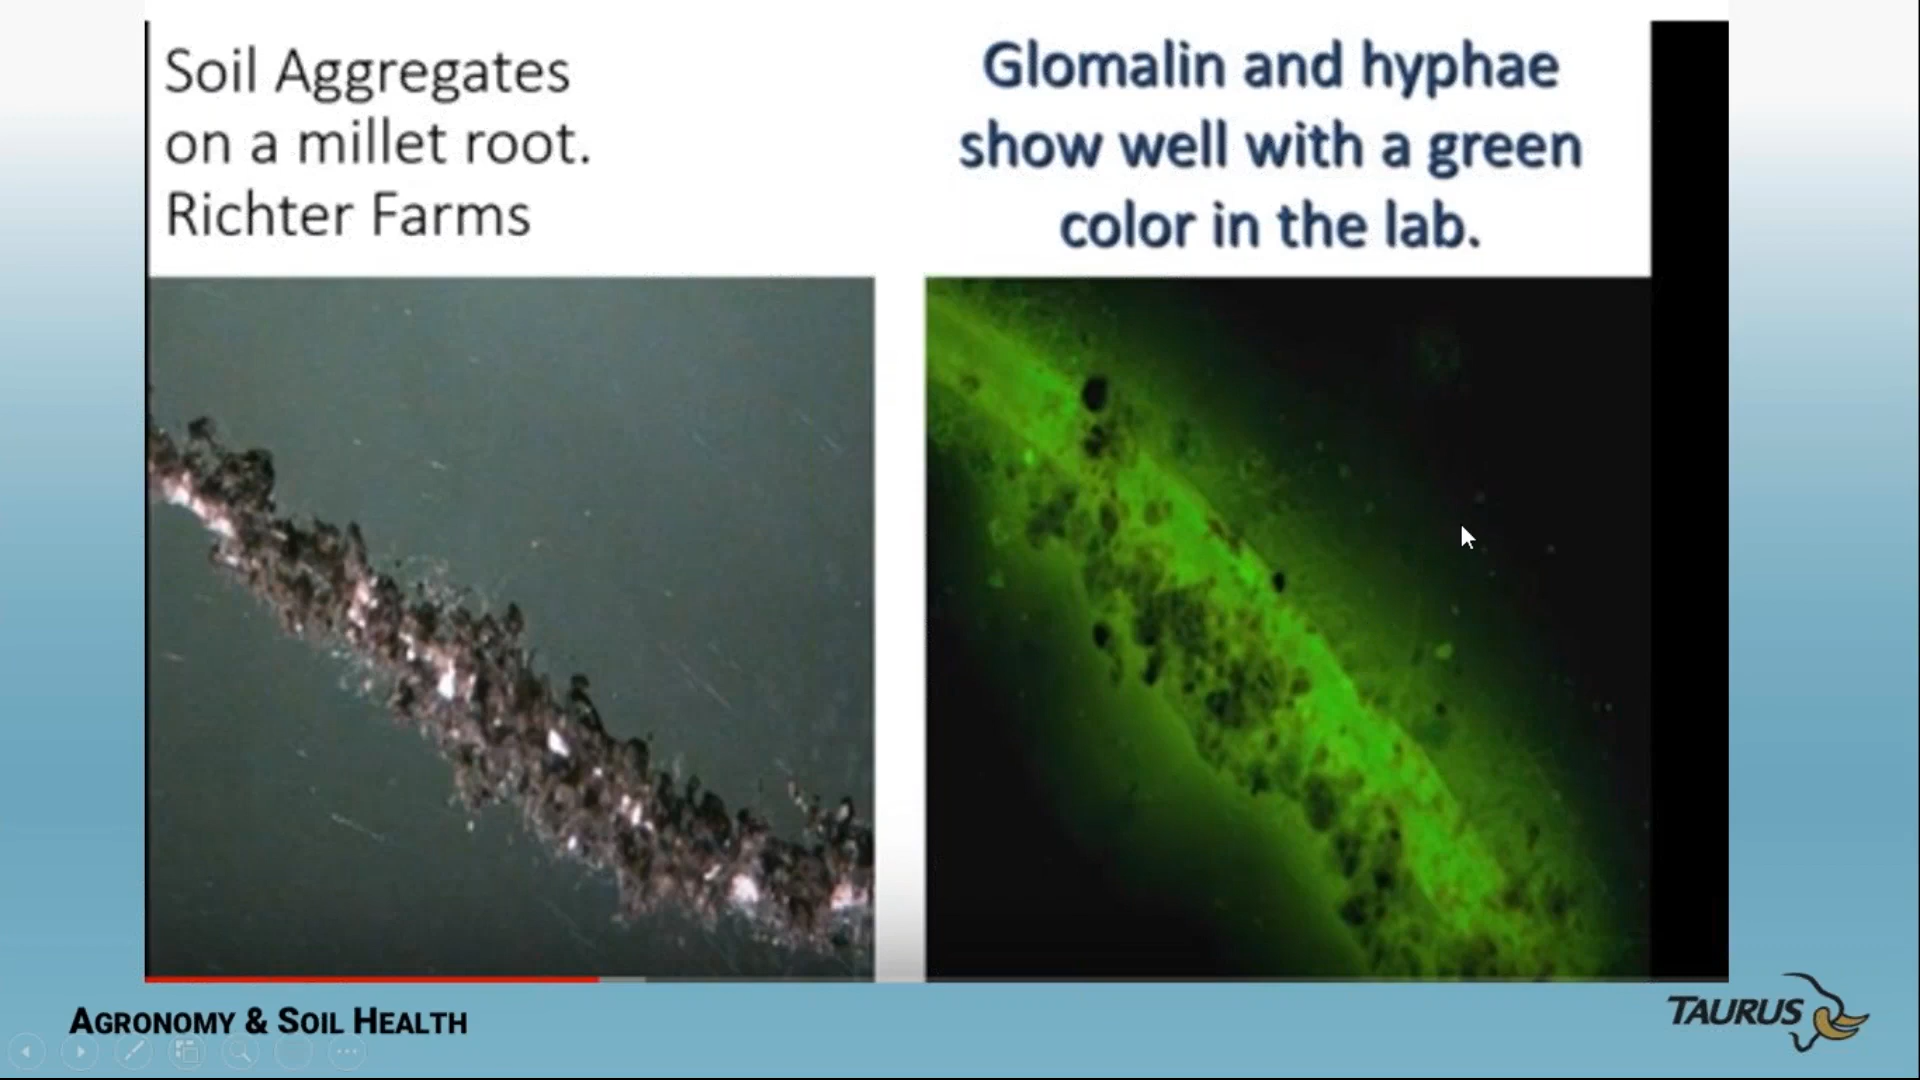 Soil Aggregates
on a millet root.
Richter Farms
Glomalin and hyphae
show well with a green
color in the lab.
AGRONOMY & SOIL HEALTH
TAURUS